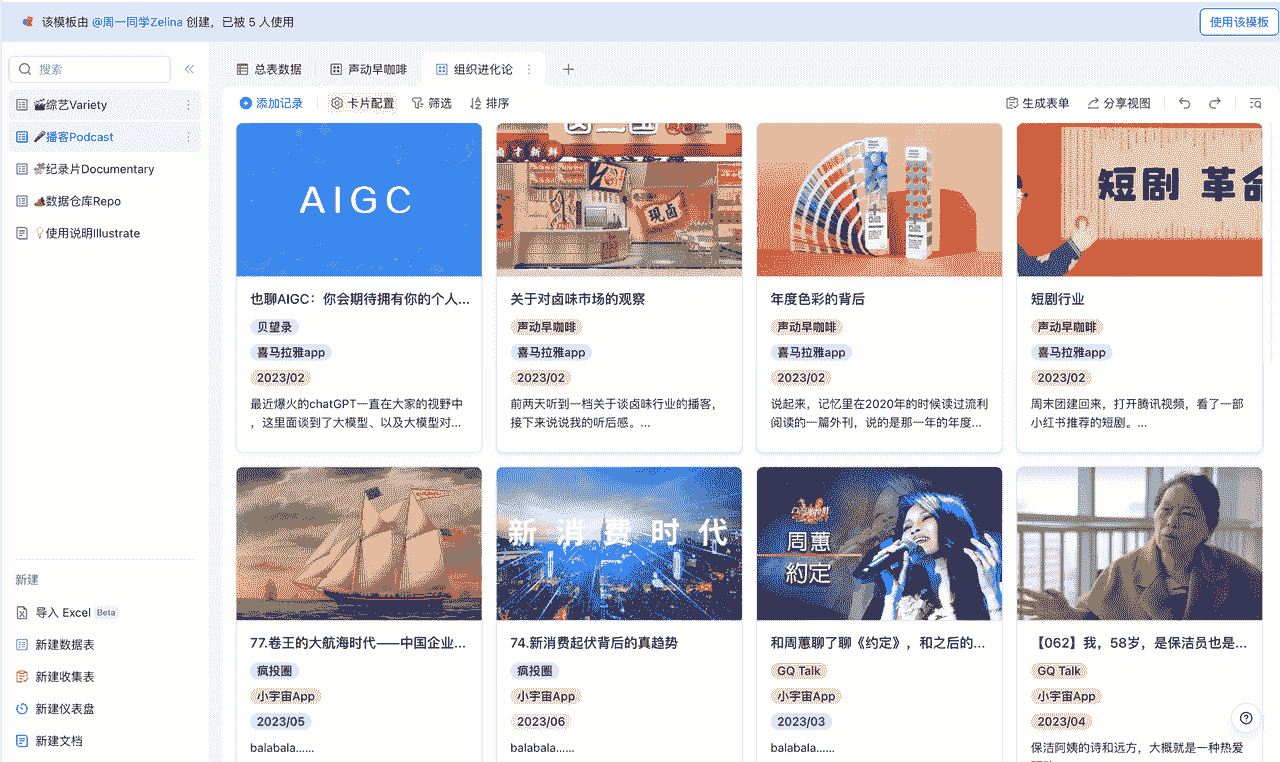 该模板由 @周一同学Zelina 创建，已被 5 人使用
使用该模板
搜索
综艺Variety
播客Podcast
纪录片Documentary
数据仓库Repo
使用说明Illustrate
新建
导入 Excel Beta
新建数据表
新建收集表
新建仪表盘
新建文档
总表数据
声动早咖啡
组织进化论
添加记录
卡片配置
筛选
排序
生成表单
分享视图
AIGC
也聊AIGC：你会期待拥有你的个人...
贝望录
喜马拉雅app
2023/02
最近爆火的chatGPT一直在大家的视野中
，这里面谈到了大模型、以及大模型对...
現卤
关于对卤味市场的观察
声动早咖啡
喜马拉雅app
2023/02
前两天听到一档关于谈卤味行业的播客，
接下来说说我的听后感。...
年度色彩的背后
声动早咖啡
喜马拉雅app
2023/02
说起来，记忆里在2020年的时候读过流利
阅读的一篇外刊，说的是那一年的年度...
短剧 革命
短剧行业
声动早咖啡
喜马拉雅app
2023/02
周末团建回来，打开腾讯视频，看了一部
小红书推荐的短剧。...
77.卷王的大航海时代——中国企业...
疯投圈
小宇宙App
2023/05
balabala......
新消费时代
74.新消费起伏背后的真趋势
疯投圈
小宇宙App
2023/06
balabala......
周蕙
約定
和周蕙聊了聊《约定》，和之后的...
GQ Talk
小宇宙App
2023/03
balabala......
【062】我，58岁，是保洁员也是...
GQ Talk
小宇宙App
2023/04
保洁阿姨的诗和远方，大概就是一种热爱